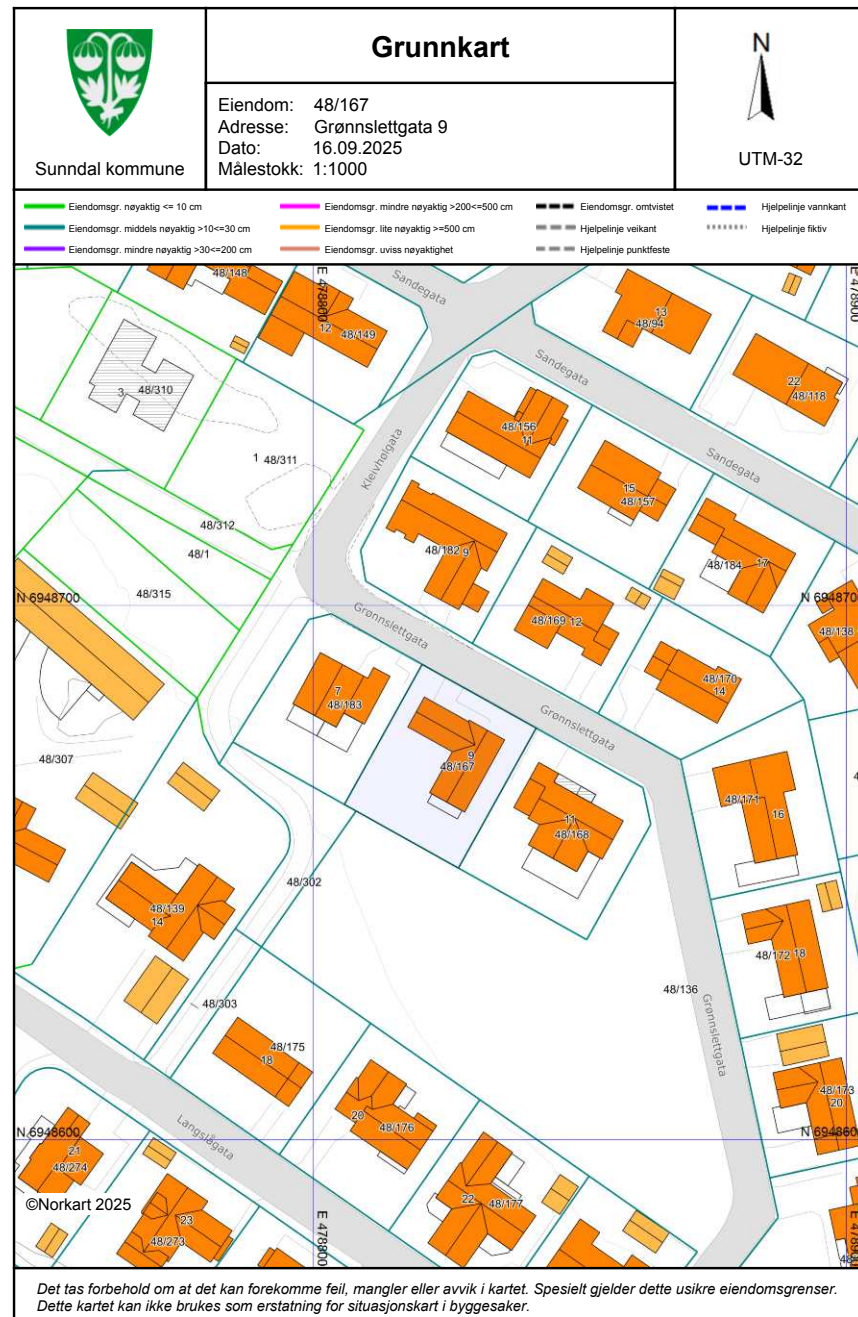 Grunnkart
Sunndal kommune
Eiendom: 48/167
Adresse: Grønnslettgata 9
Dato: 16.09.2025
Målestokk: 1:1000
N
UTM-32
Eiendomsgr. nøyaktig <= 10 cm
Eiendomsgr. middels nøyaktig >10<=30 cm
Eiendomsgr. mindre nøyaktig >30<=200 cm
Eiendomsgr. mindre nøyaktig >200<=500 cm
Eiendomsgr. lite nøyaktig >=500 cm
Eiendomsgr. uviss nøyaktighet
Eiendomsgr. omtvistet
Hjelpelinje veikant
Hjelpelinje punktfeste
Hjelpelinje vannkant
Hjelpelinje fiktiv
48/148
E 478800
Sandegata
E 478900
12
48/149
13
48/94
Sandegata
22
48/118
3
48/310
48/156
11
Kleivhølgata
1
48/311
Sandegata
15
48/157
48/312
48/1
48/182
9
48/184
17
48/315
N 6948700
N 6948700
Grønnslettgata
48/169
12
48/138
48/170
14
7
48/183
Grønnslettgata
9
48/167
48/307
48/171
16
11
48/168
48/302
48/139
14
48/172
18
48/136
48/303
Grønnslettgata
48/175
18
48/173
20
20
48/176
Langslågata
N 6948600
N 6948600
21
48/274
22
48/177
©Norkart 2025
23
48/273
E 478800
E 478900
48
Det tas forbehold om at det kan forekomme feil, mangler eller avvik i kartet. Spesielt gjelder dette usikre eiendomsgrenser.
Dette kartet kan ikke brukes som erstatning for situasjonskart i byggesaker.